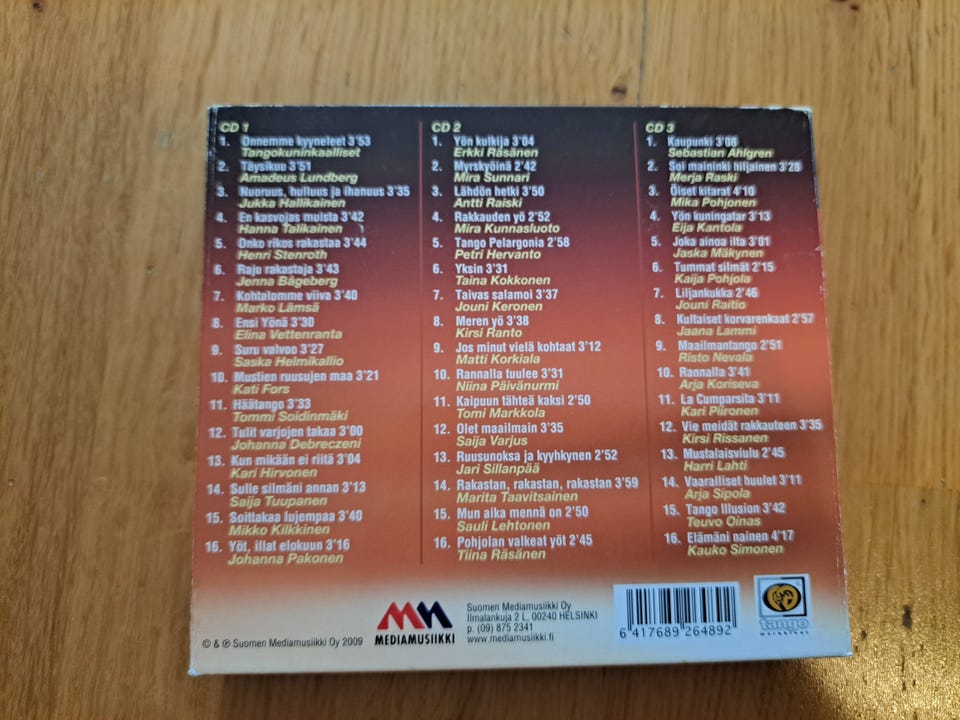 CD 1
1. Onnemme kyyneleet 3'53
Tangokuninkaalliset
2. Täysikuu 3'51
Amadeus Lundberg
3. Nuoruus, hulluus ja ihanuus 3'35
Jukka Hallikainen
4. En kasvojas muista 3'42
Hanna Talikainen
5. Onko rikos rakastaa 3'44
Henri Stenroth
6. Raju rakastaja 3'43
Jenna Bågeberg
7. Kohtalomme viiva 3'40
Marko Lämsä
8. Ensi Yönä 3'30
Elina Vettenranta
9. Suru valvoo 3'27
Saska Helmikallio
10. Mustien ruusujen maa 3'21
Kati Fors
11. Häätango 3'33
Tommi Soidinmäki
12. Tulit varjojen takaa 3'00
Johanna Debreczeni
13. Kun mikään ei riitä 3'04
Kari Hirvonen
14. Sulle silmäni annan 3'13
Saija Tuupanen
15. Soittakaa lujempaa 3'40
Mikko Kilkkinen
16. Yöt, illat elokuun 3'16
Johanna Pakonen
CD 2
1. Yön kulkija 3'04
Erkki Räsänen
2. Myrskyöinä 2'42
Mira Sunnari
3. Lähdön hetki 3'50
Antti Raiski
4. Rakkauden yö 2'52
Mira Kunnasluoto
5. Tango Pelargonia 2'58
Petri Hervanto
6. Yksin 3'31
Taina Kokkonen
7. Taivas salamoi 3'37
Jouni Keronen
8. Meren yö 3'38
Kirsi Ranto
9. Jos minut vielä kohtaat 3'12
Matti Korkiala
10. Rannalla tuulee 3'31
Niina Päivänurmi
11. Kaipuun tähteä kaksi 2'50
Tomi Markkola
12. Olet maailmain 3'35
Saija Varjus
13. Ruusunoksa ja kyyhkynen 2'52
Jari Sillanpää
14. Rakastan, rakastan, rakastan 3'59
Marita Taavitsainen
15. Mun aika mennä on 2'50
Sauli Lehtonen
16. Pohjolan valkeat yöt 2'45
Tiina Räsänen
CD 3
1. Kaupunki 3'08
Sebastian Ahlgren
2. Soi maininki hiljainen 3'28
Merja Raski
3. Öiset kitarat 4'10
Mika Pohjonen
4. Yön kuningatar 3'13
Eija Kantola
5. Joka ainoa ilta 3'01
Jaska Mäkynen
6. Tummat silmät 2'15
Kaija Pohjola
7. Liljankukka 2'46
Jouni Raitio
8. Kultaiset korvarenkaat 2'57
Jaana Lammi
9. Maailmantango 2'51
Risto Nevala
10. Rannalla 3'41
Arja Koriseva
11. La Cumparsita 3'11
Kari Piironen
12. Vie meidät rakkauteen 3'35
Kirsi Rissanen
13. Mustalaisviulu 2'45
Harri Lahti
14. Vaaralliset huulet 3'11
Arja Sipola
15. Tango Illusion 3'42
Teuvo Oinas
16. Elämäni nainen 4'17
Kauko Simonen
© & ℗ Suomen Mediamusiikki Oy 2009
MEDIAMUSIIKKI
Suomen Mediamusiikki Oy
Ilmalankuja 2 L, 00240 HELSINKI
p. (09) 875 2341
www.mediamusiikki.fi
6 417689 264892
tango
markkinat